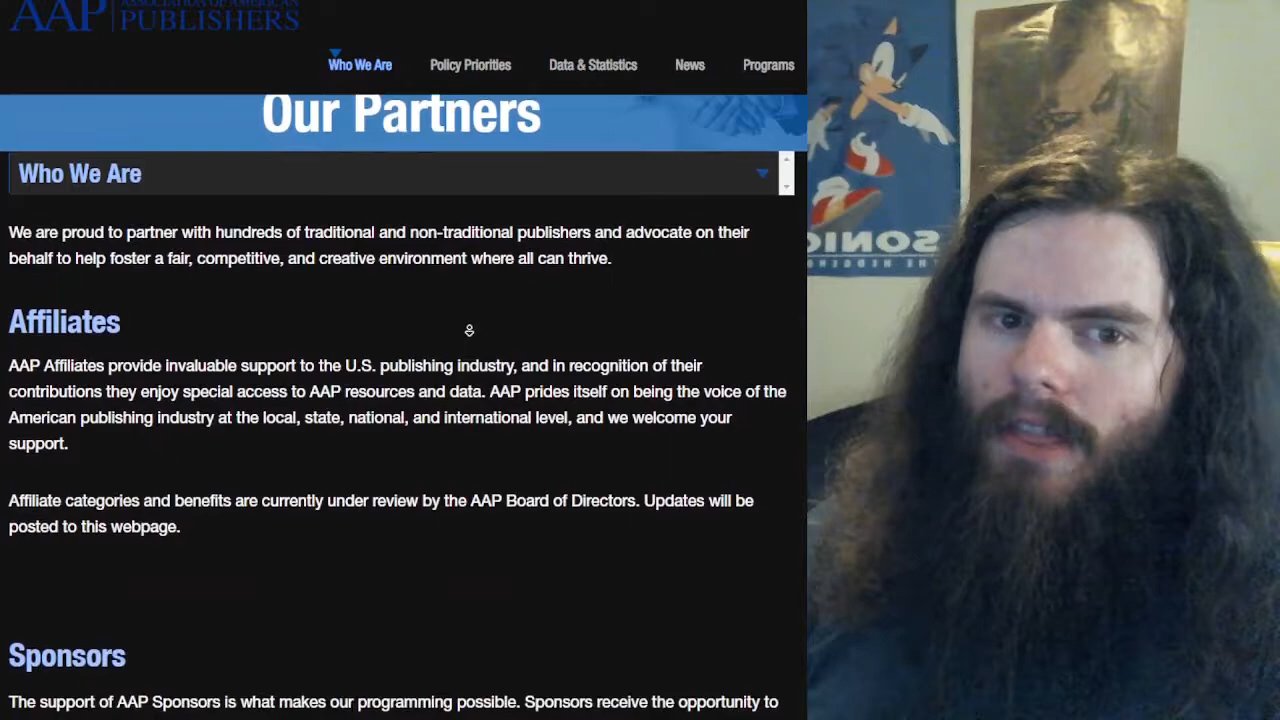 AAP ASSOCIATION OF AMERICAN
PUBLISHERS
Who We Are Policy Priorities Data & Statistics News Programs
Our Partners
Who We Are
We are proud to partner with hundreds of traditional and non-traditional publishers and advocate on their
behalf to help foster a fair, competitive, and creative environment where all can thrive.
Affiliates
AAP Affiliates provide invaluable support to the U.S. publishing industry, and in recognition of their
contributions they enjoy special access to AAP resources and data. AAP prides itself on being the voice of the
American publishing industry at the local, state, national, and international level, and we welcome your
support.
Affiliate categories and benefits are currently under review by the AAP Board of Directors. Updates will be
posted to this webpage.
Sponsors
The support of AAP Sponsors is what makes our programming possible. Sponsors receive the opportunity to
SONIC
THE HEDGEHOG